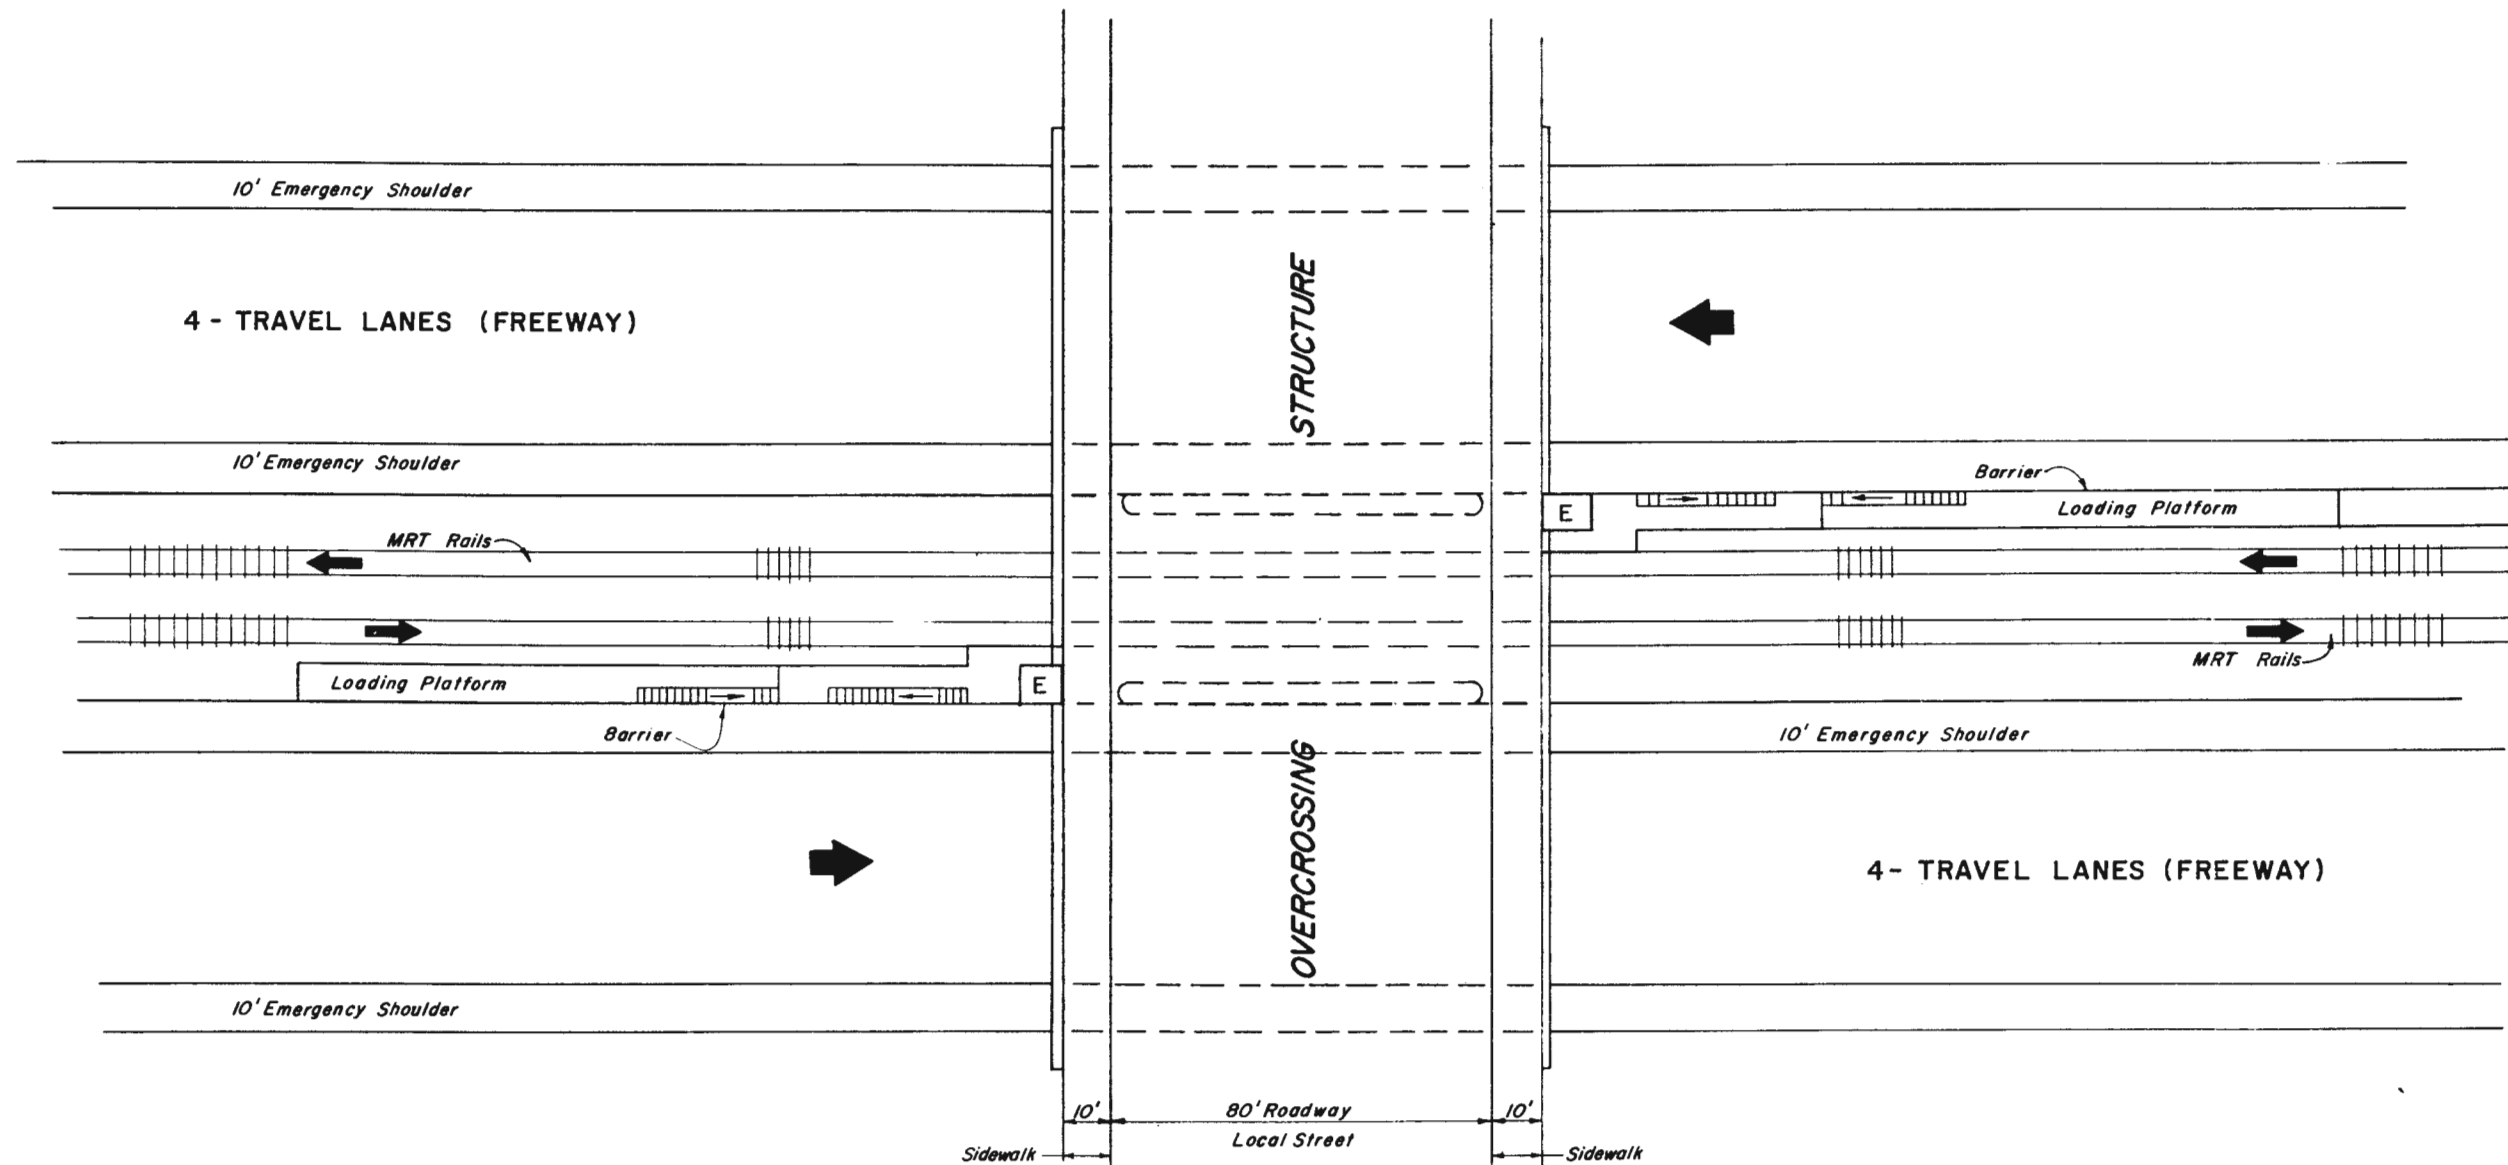 10' Emergency Shoulder
4 - TRAVEL LANES (FREEWAY)
STRUCTURE
10' Emergency Shoulder
Barrier
E
Loading Platform
MRT Rails
MRT Rails
Loading Platform
E
Barrier
10' Emergency Shoulder
OVERCROSSING
4 - TRAVEL LANES (FREEWAY)
10' Emergency Shoulder
10'
80' Roadway
10'
Local Street
Sidewalk
Sidewalk